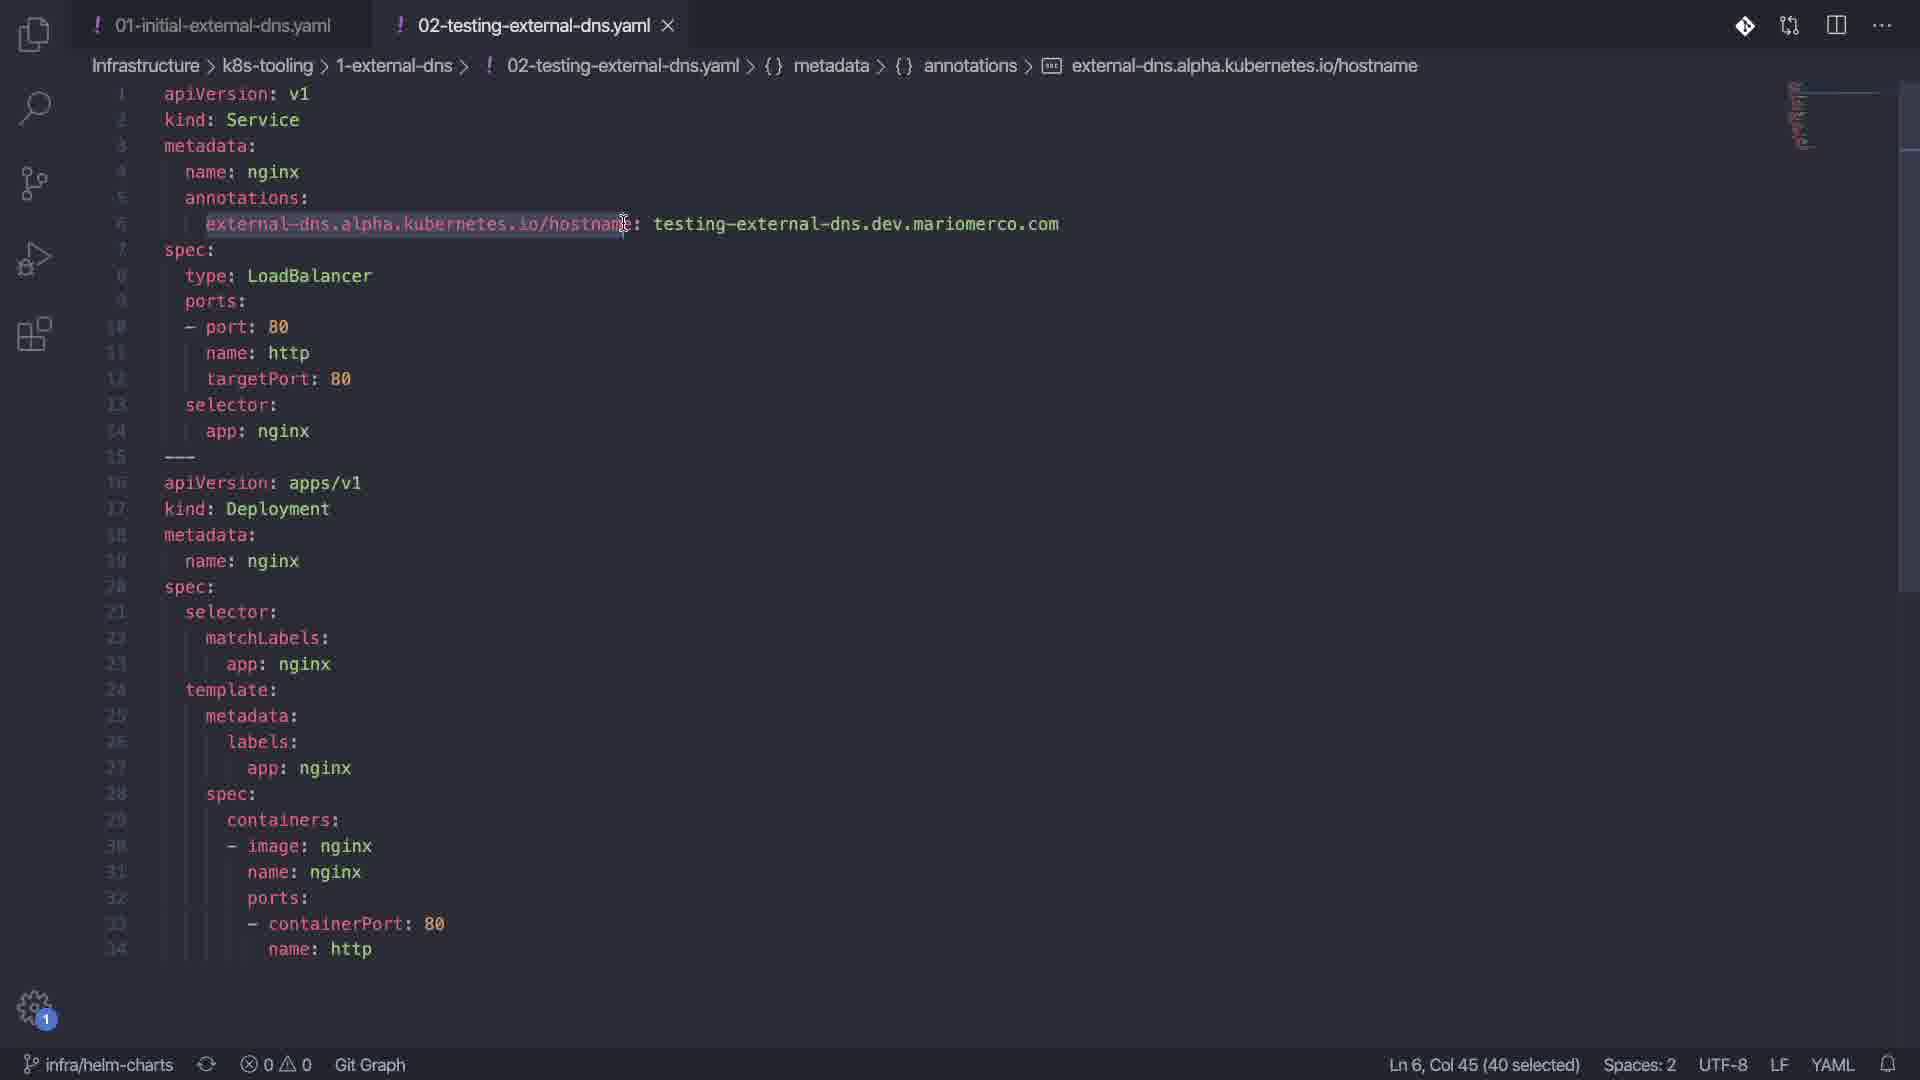 01-initial-external-dns.yaml
02-testing-external-dns.yaml
Infrastructure > k8s-tooling > 1-external-dns > ! 02-testing-external-dns.yaml > {} metadata > {} annotations > external-dns.alpha.kubernetes.io/hostname
1 apiVersion: v1
2 kind: Service
3 metadata:
4   name: nginx
5   annotations:
6     external-dns.alpha.kubernetes.io/hostname: testing-external-dns.dev.mariomerco.com
7 spec:
8   type: LoadBalancer
9   ports:
10   - port: 80
11     name: http
12     targetPort: 80
13   selector:
14     app: nginx
15 ---
16 apiVersion: apps/v1
17 kind: Deployment
18 metadata:
19   name: nginx
20 spec:
21   selector:
22     matchLabels:
23       app: nginx
24   template:
25     metadata:
26       labels:
27         app: nginx
28     spec:
29       containers:
30       - image: nginx
31         name: nginx
32         ports:
33         - containerPort: 80
34           name: http
1
infra/helm-charts 0 0 Git Graph Ln 6, Col 45 (40 selected) Spaces: 2 UTF-8 LF YAML